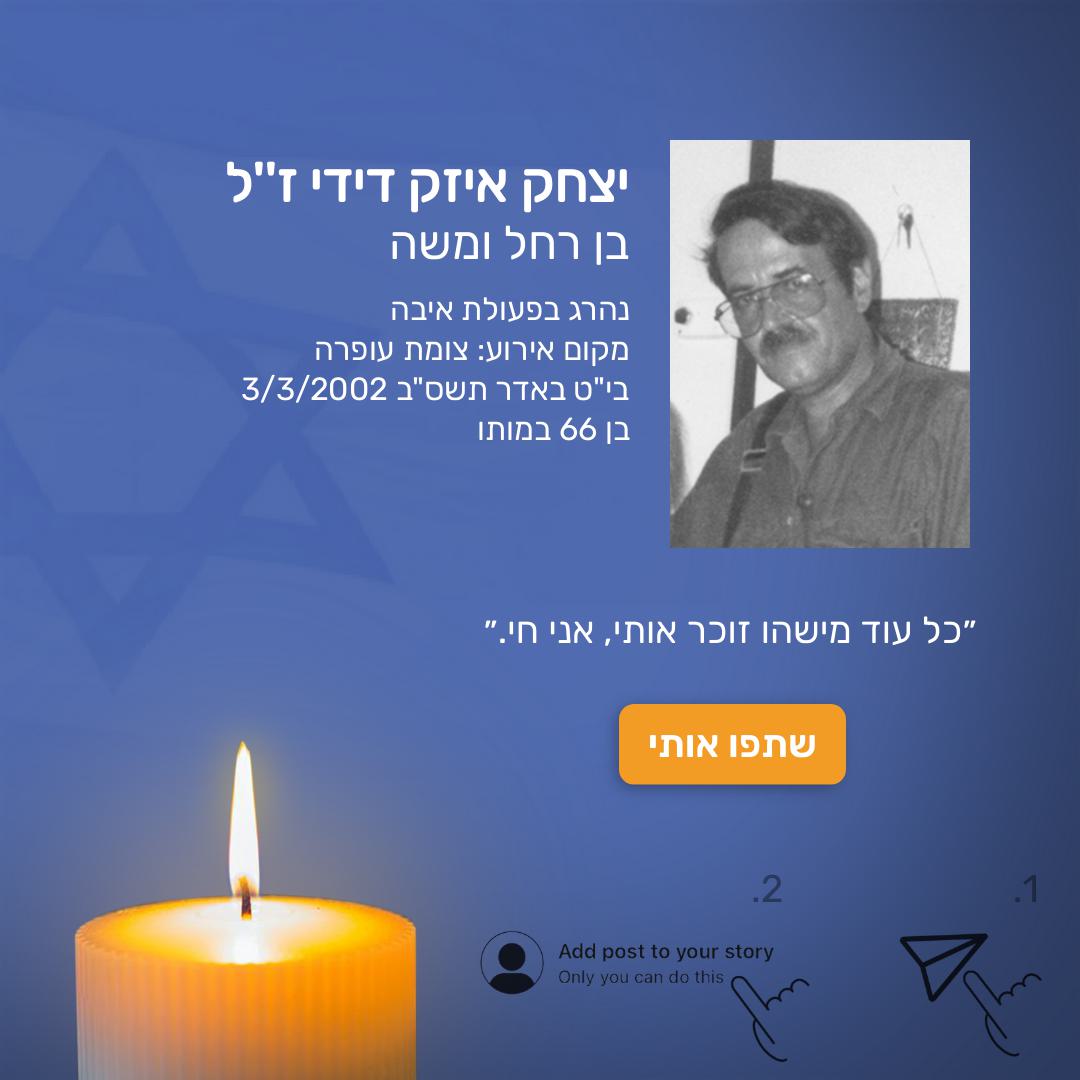 יצחק איזק דידי ז"ל
בן רחל ומשה
נהרג בפעולת איבה
מקום אירוע: צומת עופרה
בי"ט באדר תשס"ב 3/3/2002
בן 66 במותו
״כל עוד מישהו זוכר אותי, אני חי.״
שתפו אותי
.1
.2
Add post to your story
Only you can do this